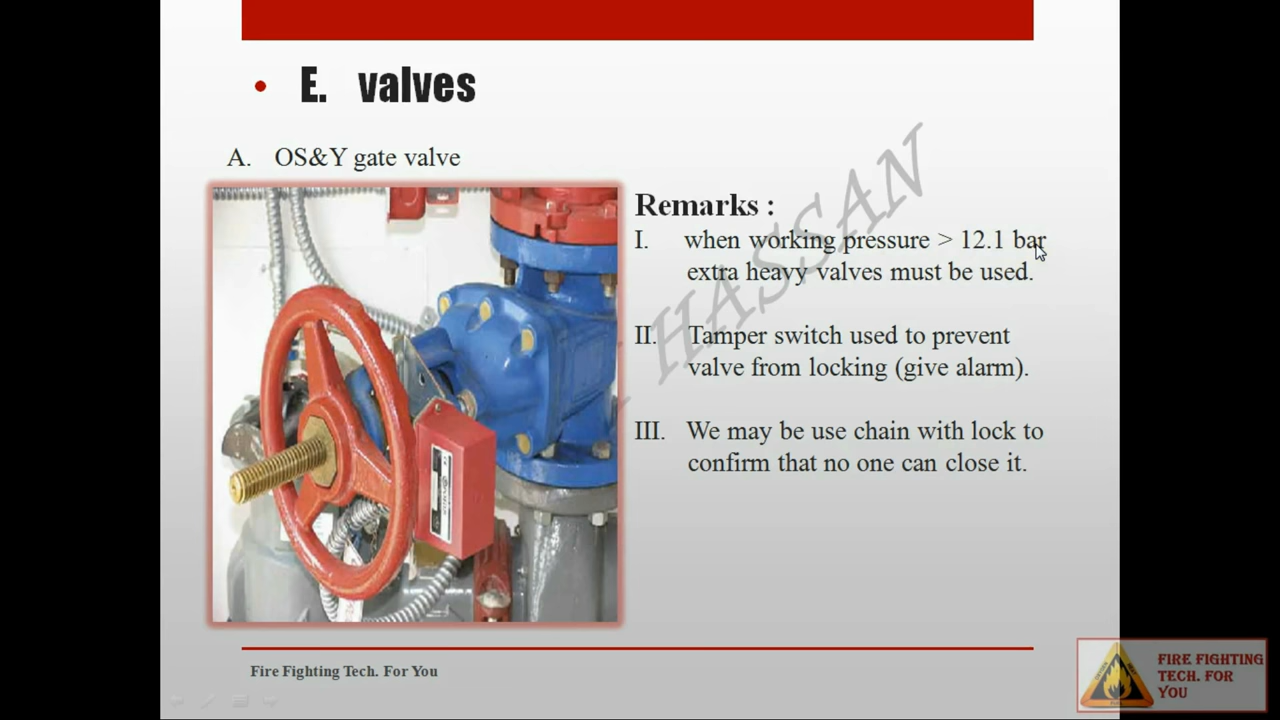 • E. valves
A. OS&Y gate valve
Remarks :
I. when working pressure > 12.1 bar
extra heavy valves must be used.
II. Tamper switch used to prevent
valve from locking (give alarm).
III. We may be use chain with lock to
confirm that no one can close it.
HASSAN
Fire Fighting Tech. For You
FIRE FIGHTING
TECH. FOR
YOU